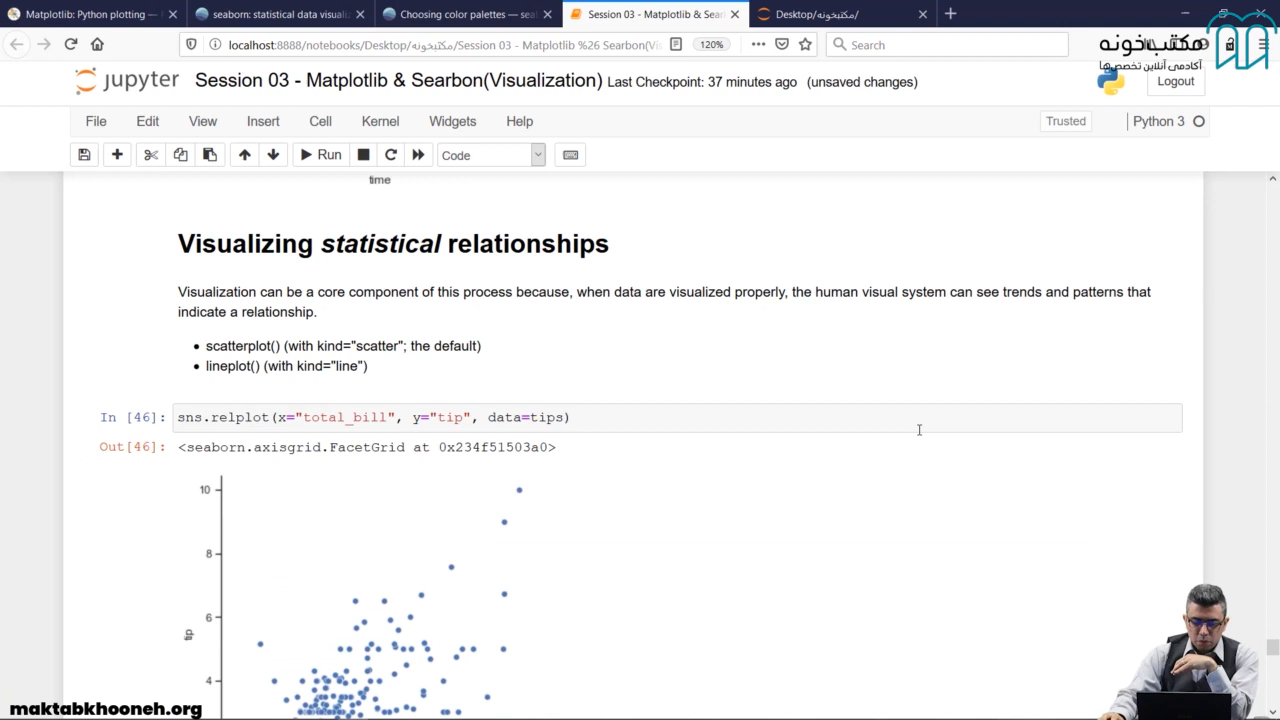 Matplotlib: Python plotting —
seaborn: statistical data visual
Choosing color palettes — seal
Session 03 - Matplotlib & Sear
Desktop/مکتبخونه/
localhost:8888/notebooks/Desktop/مکتبخونه/Session 03 - Matplotlib %26 Searbon(Vi
120%
Search
مکتب‌خونه
آکادمی آنلاین تخصص‌ها
jupyter
Session 03 - Matplotlib & Searbon(Visualization) Last Checkpoint: 37 minutes ago (unsaved changes)
Logout
File Edit View Insert Cell Kernel Widgets Help
Trusted
Python 3
Run
Code
time
Visualizing statistical relationships
Visualization can be a core component of this process because, when data are visualized properly, the human visual system can see trends and patterns that
indicate a relationship.
• scatterplot() (with kind="scatter"; the default)
• lineplot() (with kind="line")
In [46]: sns.relplot(x="total_bill", y="tip", data=tips)
Out[46]: <seaborn.axisgrid.FacetGrid at 0x234f51503a0>
10
8
6
tip
4
maktabkhooneh.org